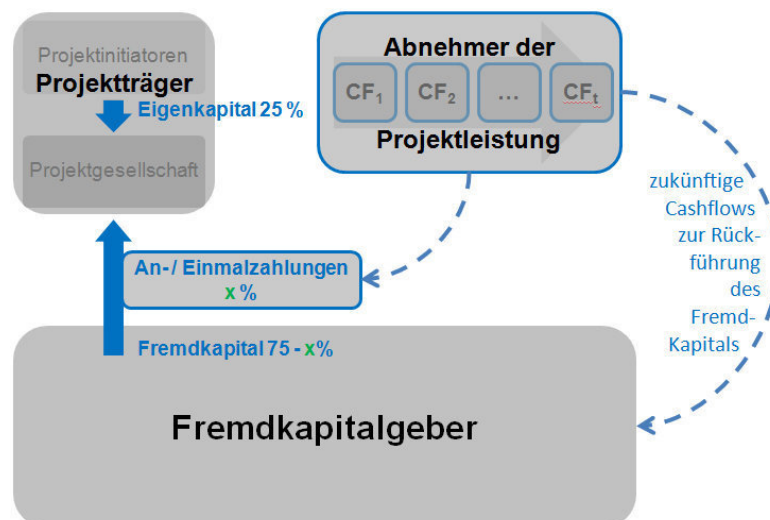 Projektinitiatoren
Projektträger
Eigenkapital 25 %
Projektgesellschaft
Abnehmer der
CF1 CF2 ... CFt
Projektleistung
zukünftige
Cashflows
zur Rück-
führung
des
Fremd-
Kapitals
An-/ Einmalzahlungen
x %
Fremdkapital 75 - x%
Fremdkapitalgeber